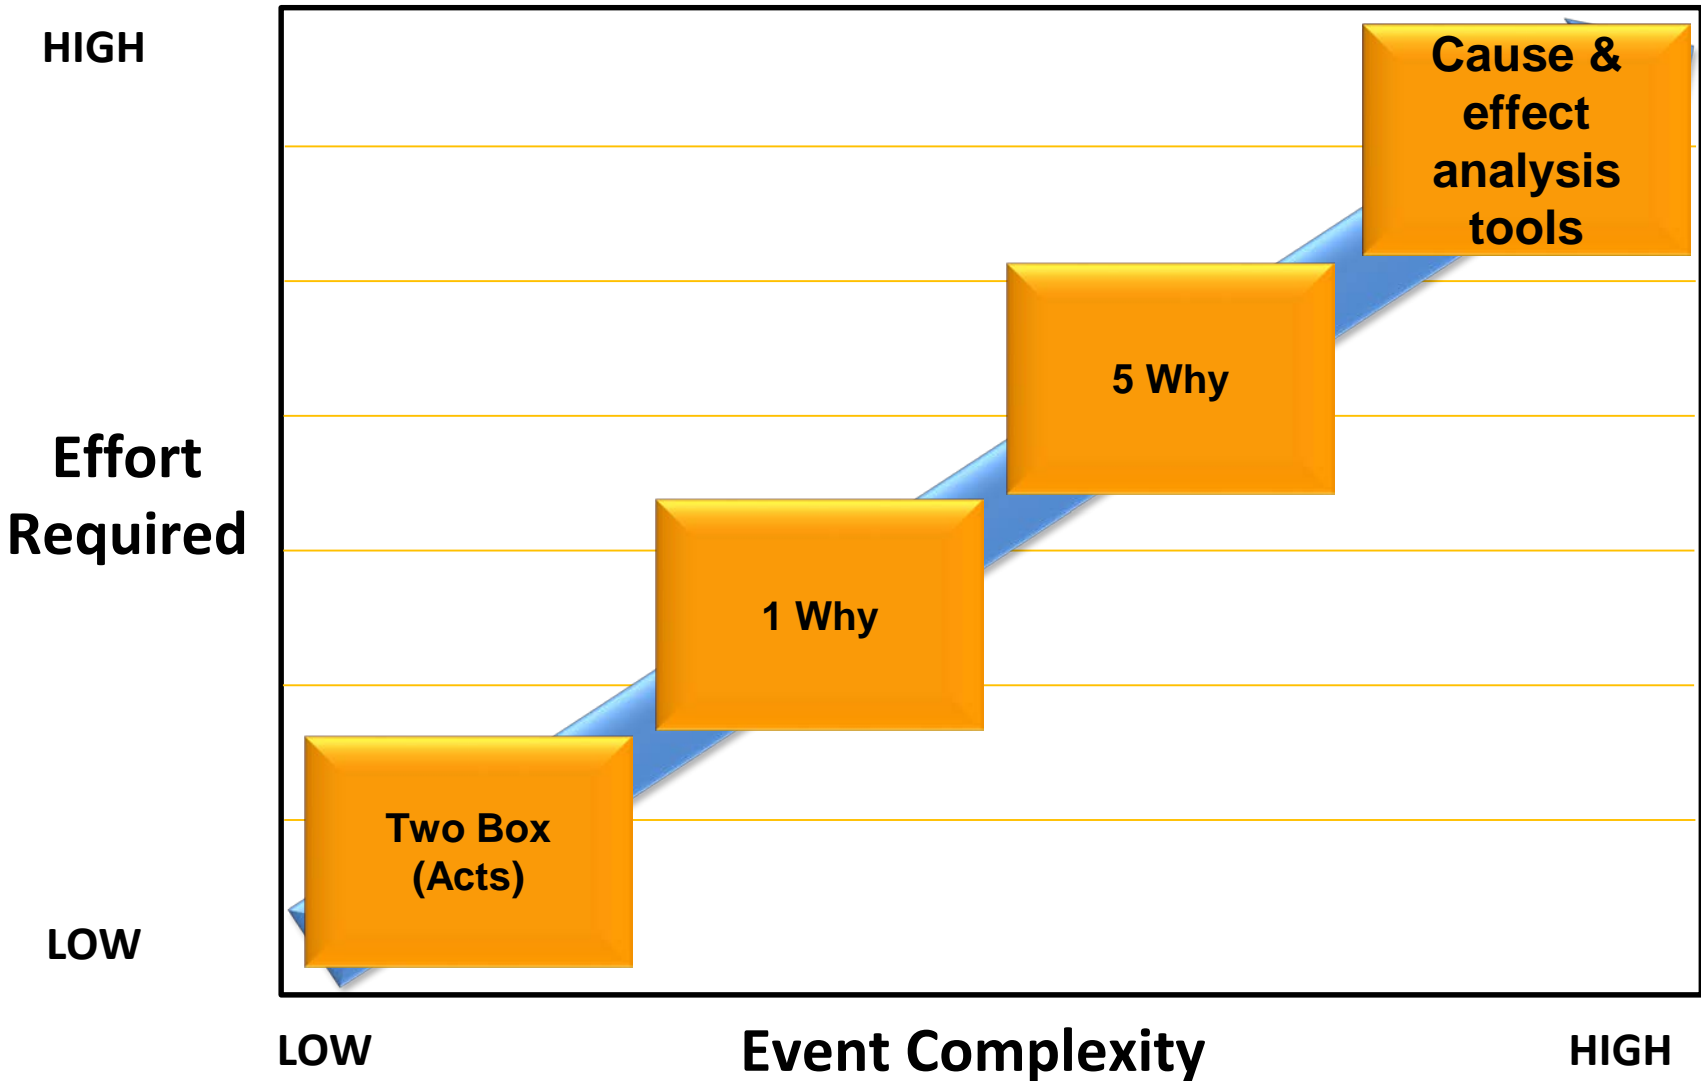 HIGH
Cause &
effect
analysis
tools
5 Why
Effort
Required
1 Why
Two Box
(Acts)
LOW
LOW
Event Complexity
HIGH